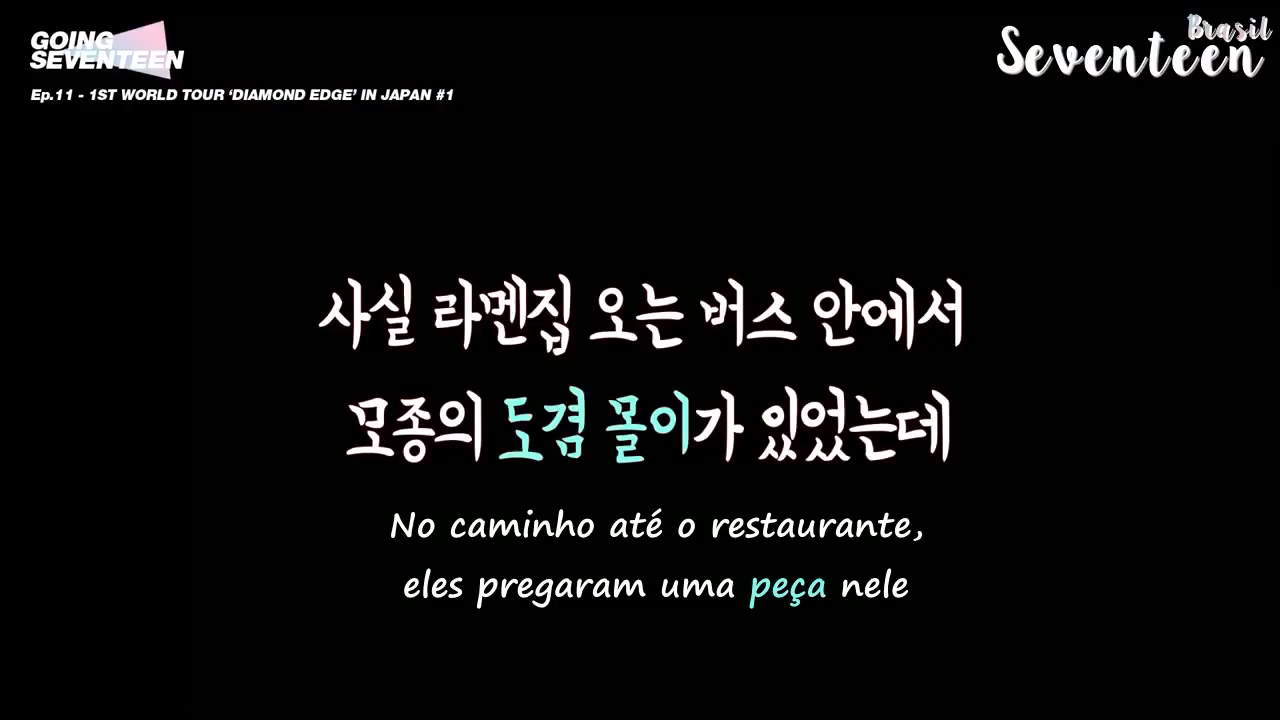 GOING
SEVENTEEN
Ep.11 - 1ST WORLD TOUR ‘DIAMOND EDGE’ IN JAPAN #1
Brasil
Seventeen
사실 라멘집 오는 버스 안에서
모종의 도겸 몰이가 있었는데
No caminho até o restaurante,
eles pregaram uma peça nele